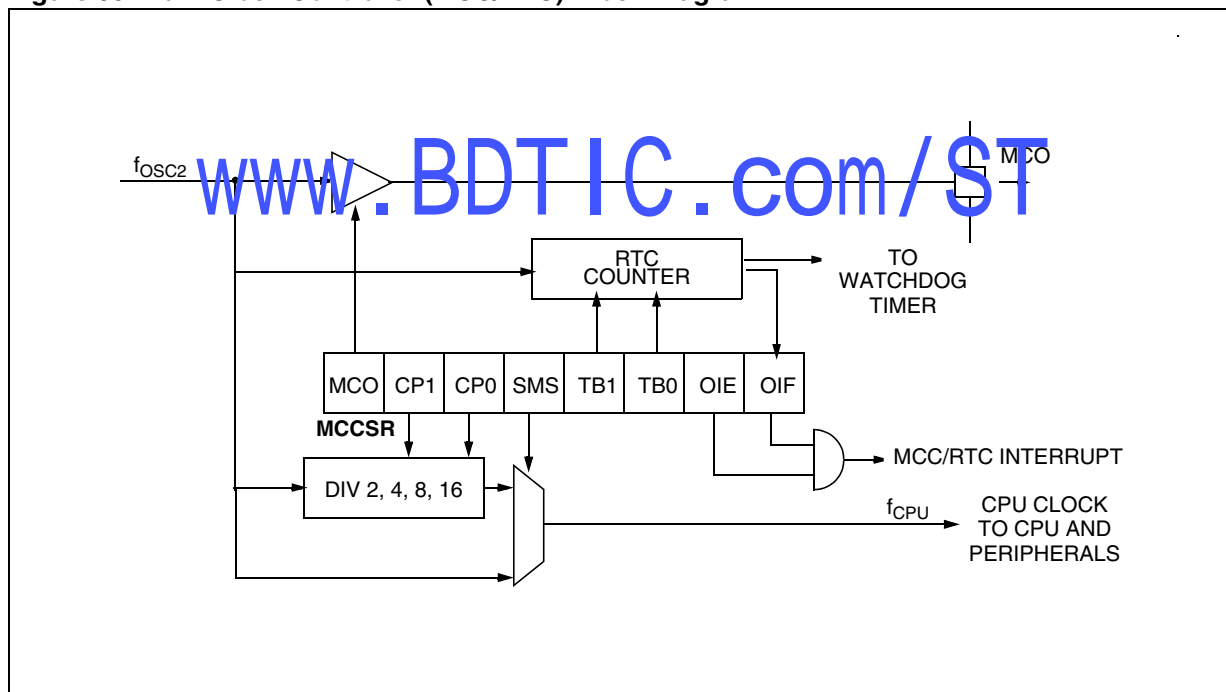 fOSC2
www.BDTIC.com/ST
MCO
RTC
COUNTER
TO
WATCHDOG
TIMER
MCO CP1 CP0 SMS TB1 TB0 OIE OIF
MCCSR
DIV 2, 4, 8, 16
MCC/RTC INTERRUPT
fCPU
CPU CLOCK
TO CPU AND
PERIPHERALS